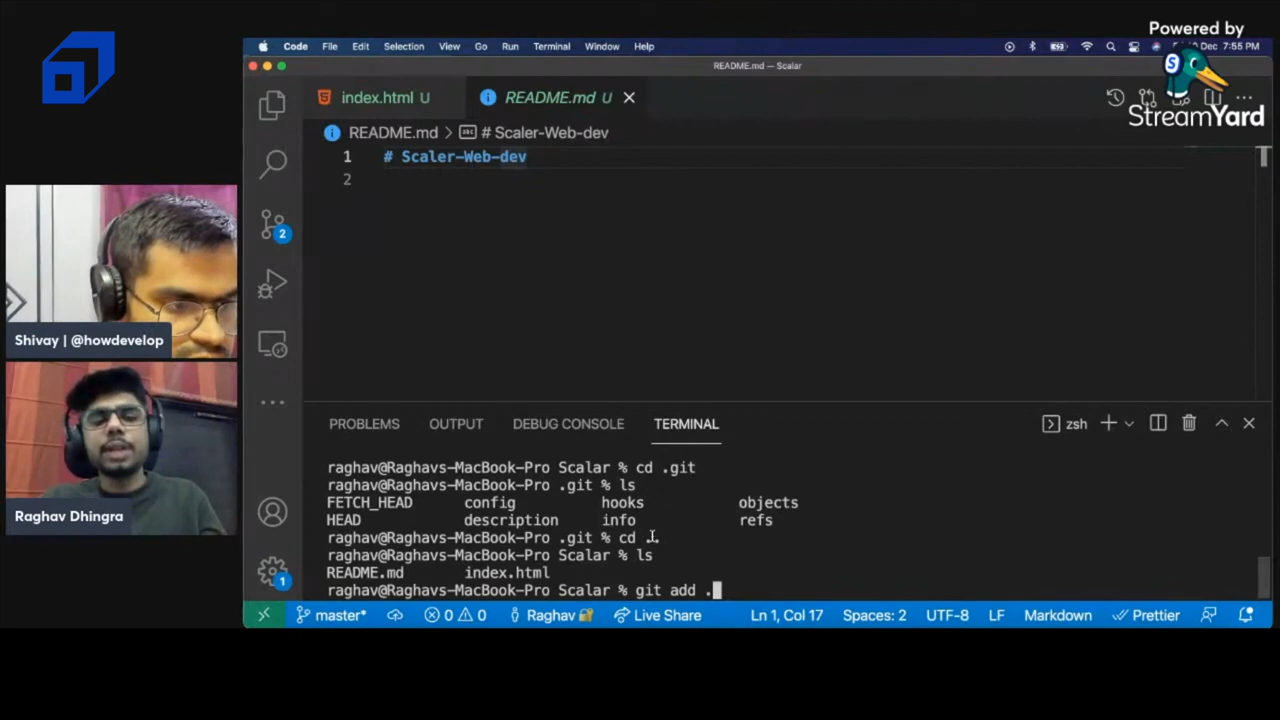 Powered by
StreamYard
Code File Edit Selection View Go Run Terminal Window Help
Dec 7:55 PM
README.md — Scalar
index.html U
README.md U
README.md > # Scaler-Web-dev
1 # Scaler-Web-dev
2
2
Shivay | @howdevelop
Raghav Dhingra
PROBLEMS OUTPUT DEBUG CONSOLE TERMINAL
zsh
raghav@Raghavs-MacBook-Pro Scalar % cd .git
raghav@Raghavs-MacBook-Pro .git % ls
FETCH_HEAD config hooks objects
HEAD description info refs
raghav@Raghavs-MacBook-Pro .git % cd ..
raghav@Raghavs-MacBook-Pro Scalar % ls
README.md index.html
raghav@Raghavs-MacBook-Pro Scalar % git add .
1
master* 0 0 Raghav Live Share Ln 1, Col 17 Spaces: 2 UTF-8 LF Markdown Prettier